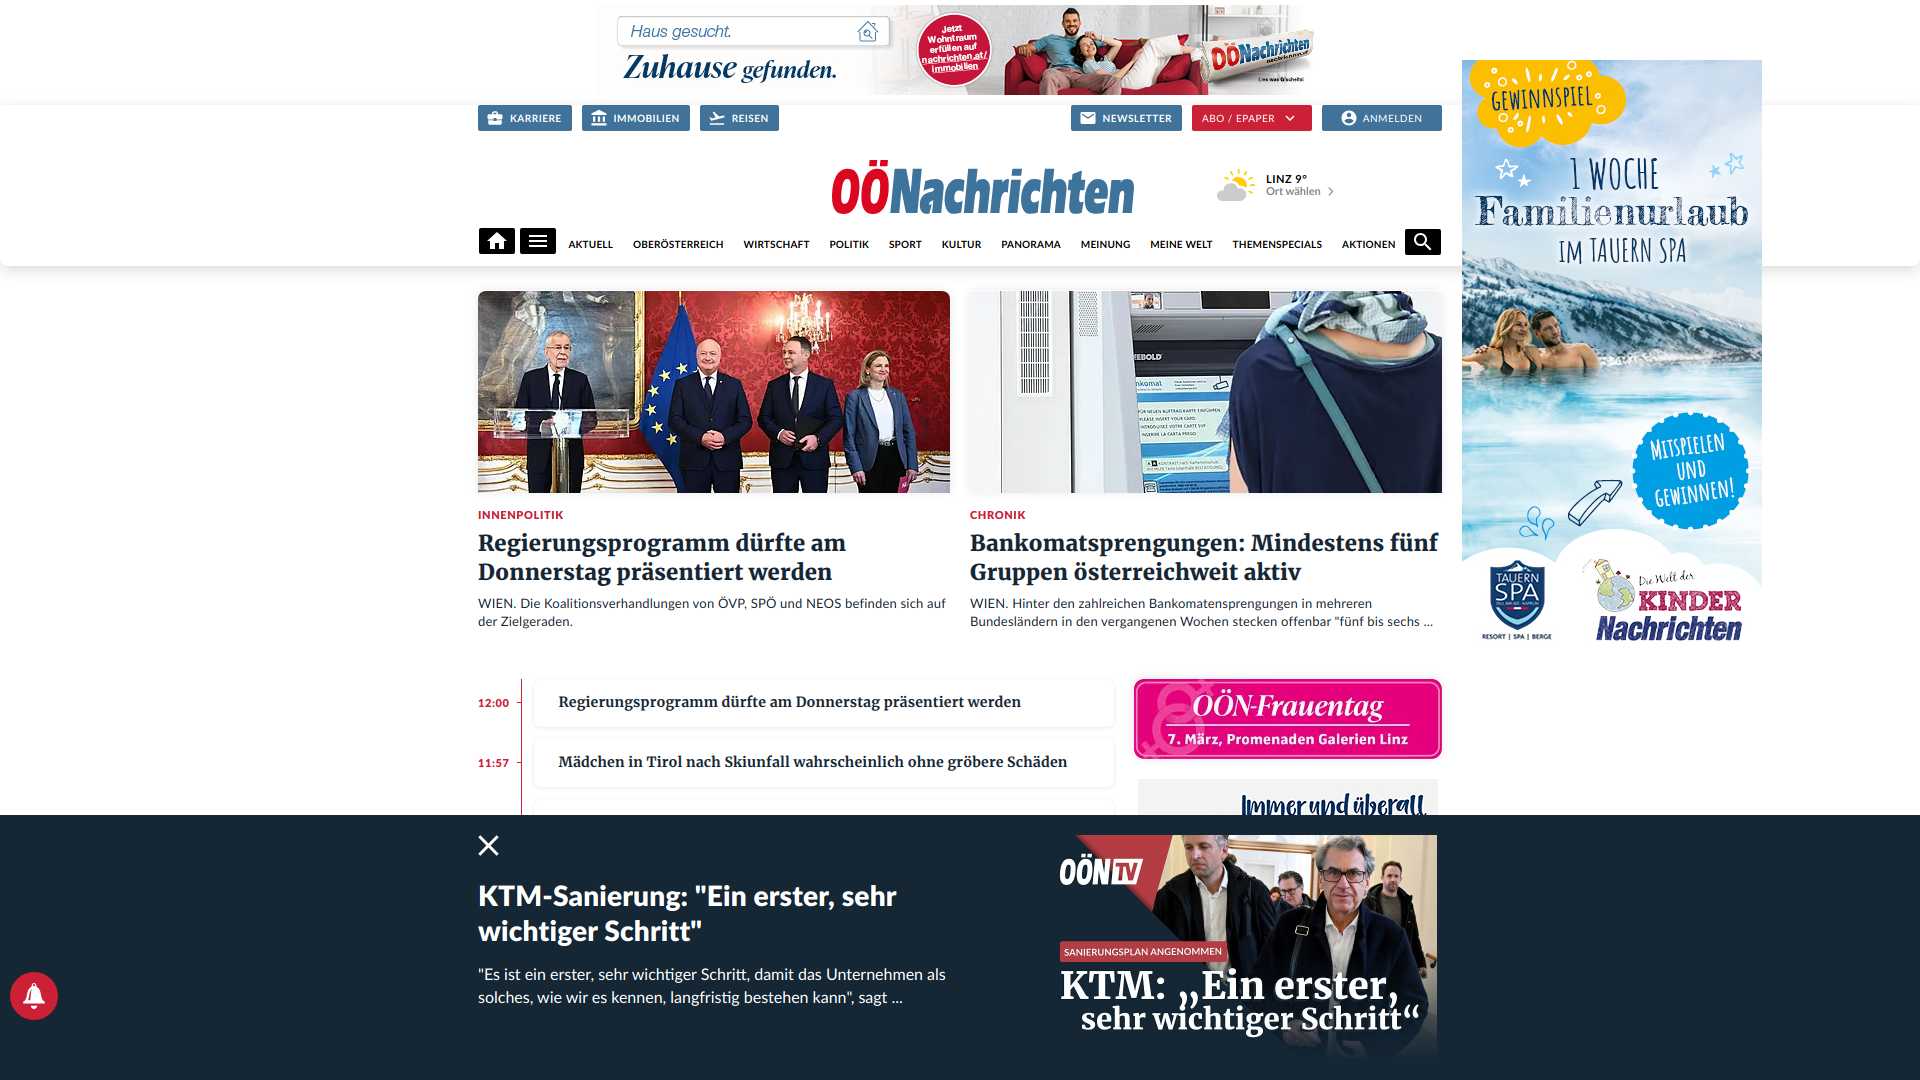 Haus gesucht.
Zuhause gefunden.
Jetzt
Wohntraum
erfüllen auf
nachrichten.at/
immobilien
OÖNachrichten
Lies was G'scheits!
KARRIERE
IMMOBILIEN
REISEN
NEWSLETTER
ABO / EPAPER
ANMELDEN
OÖNachrichten
LINZ 9°
Ort wählen
AKTUELL
OBERÖSTERREICH
WIRTSCHAFT
POLITIK
SPORT
KULTUR
PANORAMA
MEINUNG
MEINE WELT
THEMENSPECIALS
AKTIONEN
GEWINNSPIEL
1 WOCHE
Familienurlaub
IM TAUERN SPA
MITSPIELEN
UND
GEWINNEN!
TAUERN
SPA
RESORT | SPA | BERGE
Die Welt der
KINDER
Nachrichten
INNENPOLITIK
Regierungsprogramm dürfte am
Donnerstag präsentiert werden
WIEN. Die Koalitionsverhandlungen von ÖVP, SPÖ und NEOS befinden sich auf
der Zielgeraden.
CHRONIK
Bankomatsprengungen: Mindestens fünf
Gruppen österreichweit aktiv
WIEN. Hinter den zahlreichen Bankomatensprengungen in mehreren
Bundesländern in den vergangenen Wochen stecken offenbar "fünf bis sechs ...
12:00
Regierungsprogramm dürfte am Donnerstag präsentiert werden
11:57
Mädchen in Tirol nach Skiunfall wahrscheinlich ohne gröbere Schäden
OÖN-Frauentag
7. März, Promenaden Galerien Linz
Immer und überall
KTM-Sanierung: "Ein erster, sehr
wichtiger Schritt"
"Es ist ein erster, sehr wichtiger Schritt, damit das Unternehmen als
solches, wie wir es kennen, langfristig bestehen kann", sagt ...
OÖN TV
SANIERUNGSPLAN ANGENOMMEN
KTM: „Ein erster,
sehr wichtiger Schritt“